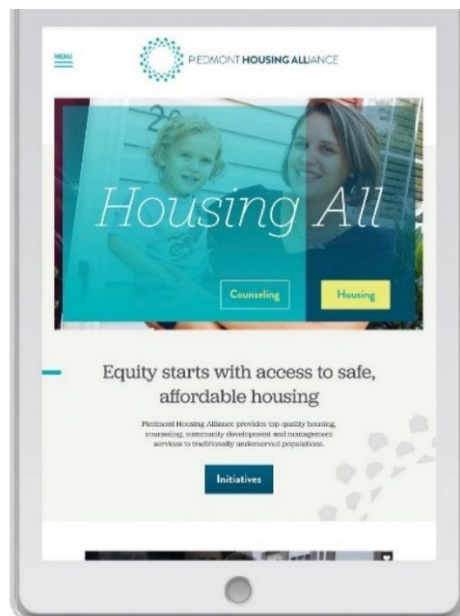 MENU
PIEDMONT HOUSING ALLIANCE
Housing All
Counseling
Housing
Equity starts with access to safe,
affordable housing
Piedmont Housing Alliance provides top-quality housing,
counseling, community development and management
services to traditionally underserved populations.
Initiatives